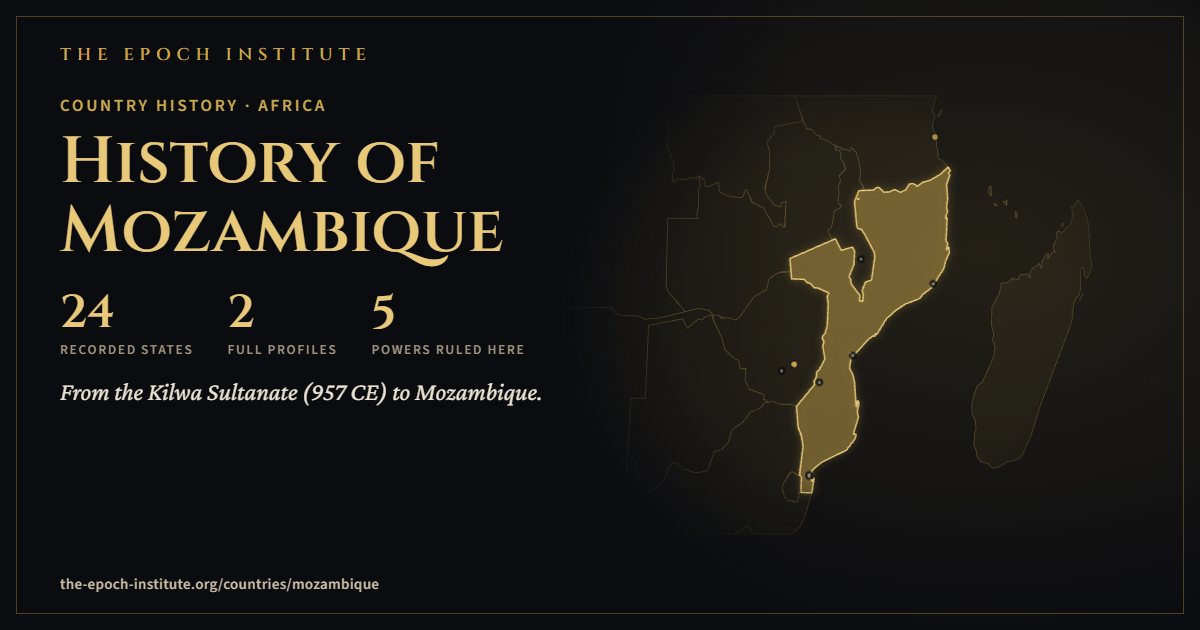 THE EPOCH INSTITUTE
COUNTRY HISTORY · AFRICA
HISTORY OF
MOZAMBIQUE
24 2 5
RECORDED STATES FULL PROFILES POWERS RULED HERE
From the Kilwa Sultanate (957 CE) to Mozambique.
the-epoch-institute.org/countries/mozambique